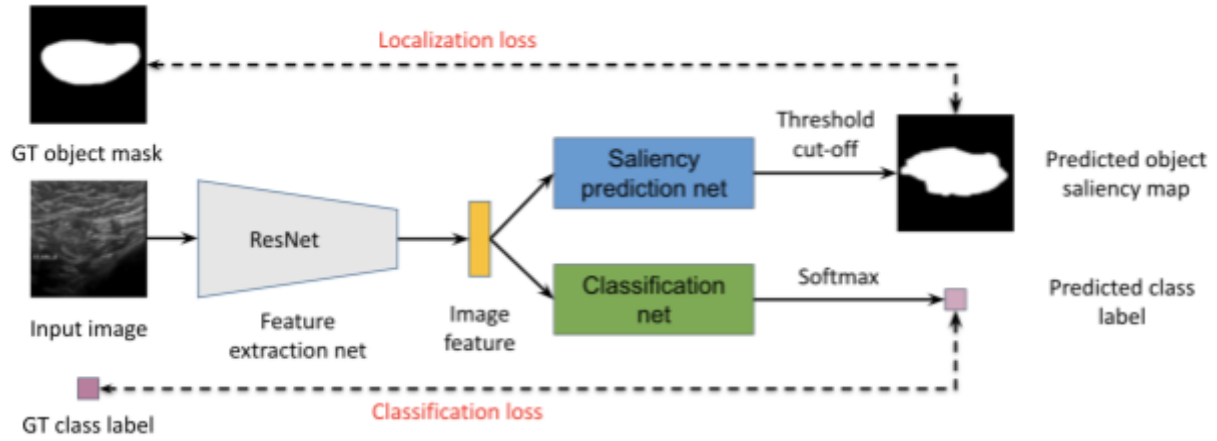 Localization loss
GT object mask
Threshold
cut-off
Saliency
prediction net
Predicted object
saliency map
ResNet
Input image
Feature
extraction net
Image
feature
Classification
net
Softmax
Predicted class
label
GT class label
Classification loss